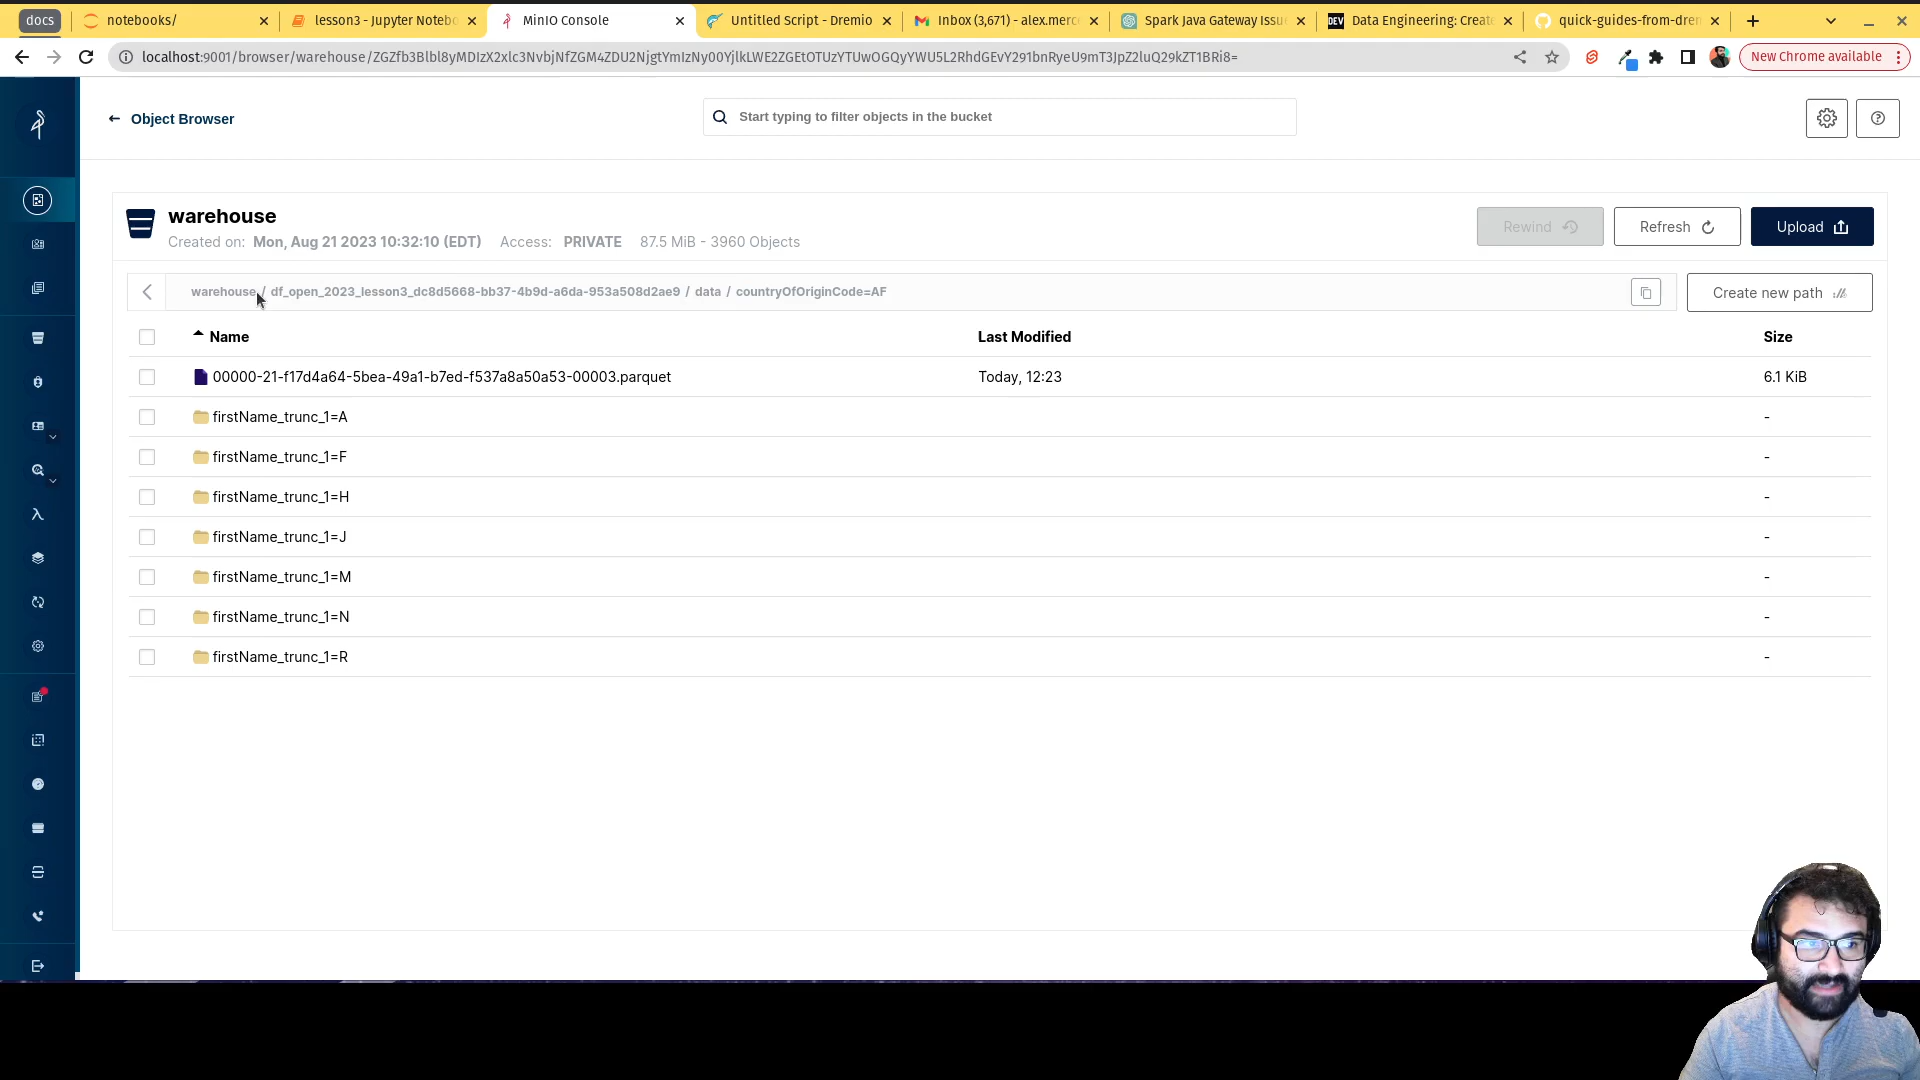 docs
notebooks/
lesson3 - Jupyter Notebo
MinIO Console
Untitled Script - Dremio
Inbox (3,671) - alex.merc
Spark Java Gateway Issu
DEV
Data Engineering: Create
quick-guides-from-dren
localhost:9001/browser/warehouse/ZGZfb3Blbl8yMDIzX2xlc3NvbjNfZGM4ZDU2NjgtYmIzNy00YjlkLWE2ZGEtOTUzYTUwOGQyYWU5L2RhdGEvY291bnRyeU9mT3JpZ2luQ29kZT1BRi8=
New Chrome available
Object Browser
Start typing to filter objects in the bucket
warehouse
Created on: Mon, Aug 21 2023 10:32:10 (EDT) Access: PRIVATE 87.5 MiB - 3960 Objects
Rewind
Refresh
Upload
warehouse / df_open_2023_lesson3_dc8d5668-bb37-4b9d-a6da-953a508d2ae9 / data / countryOfOriginCode=AF
Create new path
Name Last Modified Size
00000-21-f17d4a64-5bea-49a1-b7ed-f537a8a50a53-00003.parquet Today, 12:23 6.1 KiB
firstName_trunc_1=A -
firstName_trunc_1=F -
firstName_trunc_1=H -
firstName_trunc_1=J -
firstName_trunc_1=M -
firstName_trunc_1=N -
firstName_trunc_1=R -